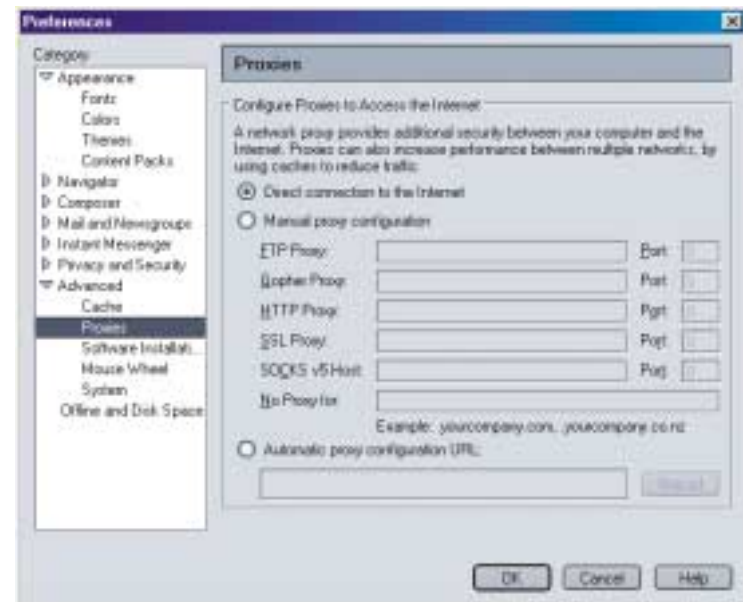 Preferences
Category
Appearance
Fonts
Colors
Themes
Content Packs
Navigator
Composer
Mail and Newsgroups
Instant Messenger
Privacy and Security
Advanced
Cache
Proxies
Software Installati...
Mouse Wheel
System
Offline and Disk Space
Proxies
Configure Proxies to Access the Internet
A network proxy provides additional security between your computer and the
Internet. Proxies can also increase performance between multiple networks, by
using caches to reduce traffic.
Direct connection to the Internet
Manual proxy configuration
FTP Proxy: Port:
Gopher Proxy: Port:
HTTP Proxy: Port:
SSL Proxy: Port:
SOCKS v5 Host: Port:
No Proxy for:
Example: .yourcompany.com, .yourcompany.co.nz
Automatic proxy configuration URL:
OK Cancel Help